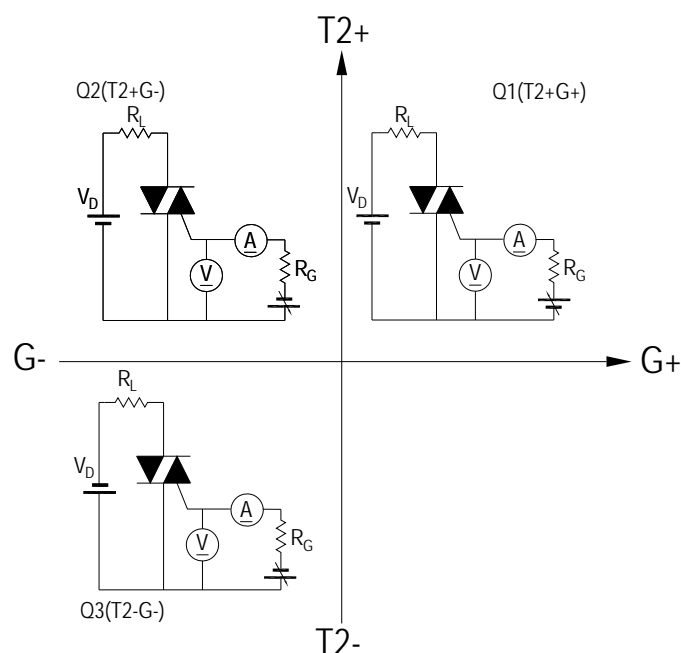 T2+
Q2(T2+G-)
RL
VD
A
V
RG
Q1(T2+G+)
RL
VD
A
V
RG
G-
G+
RL
VD
A
V
RG
Q3(T2-G-)
T2-